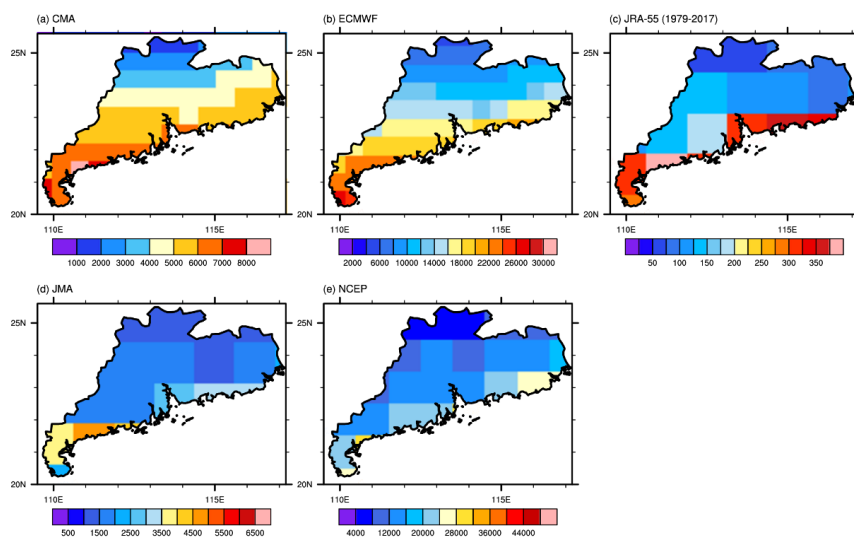 (a) CMA
(b) ECMWF
(c) JRA-55 (1979-2017)
25N
25N
25N
20N
20N
20N
110E 115E
110E 115E
110E 115E
1000 2000 3000 4000 5000 6000 7000 8000
2000 6000 10000 14000 18000 22000 26000 30000
50 100 150 200 250 300 350
(d) JMA
(e) NCEP
25N
25N
20N
20N
110E 115E
110E 115E
500 1500 2500 3500 4500 5500 6500
4000 12000 20000 28000 36000 44000